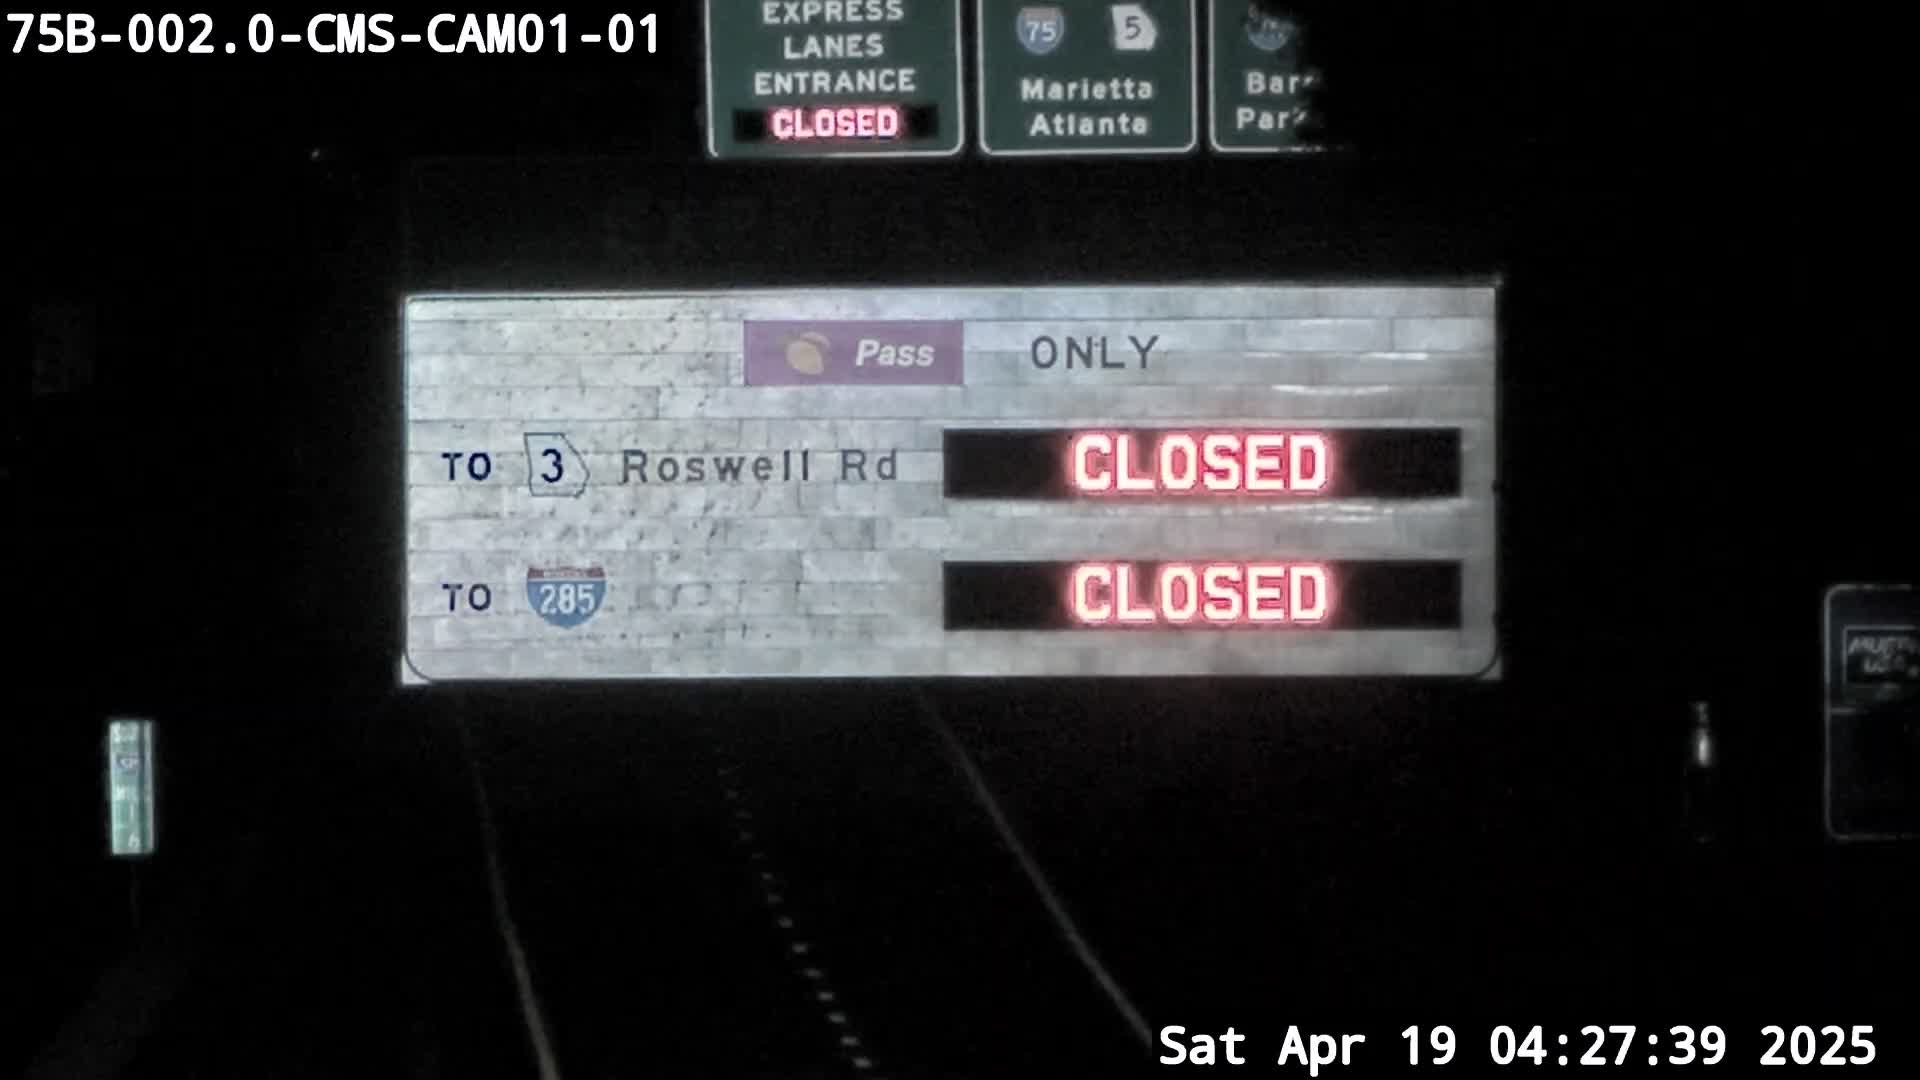 75B-002.0-CMS-CAM01-01
EXPRESS
LANES
ENTRANCE
CLOSED
75 5
Marietta
Atlanta
Pass ONLY
TO 3 Roswell Rd CLOSED
TO 285 CLOSED
Sat Apr 19 04:27:39 2025